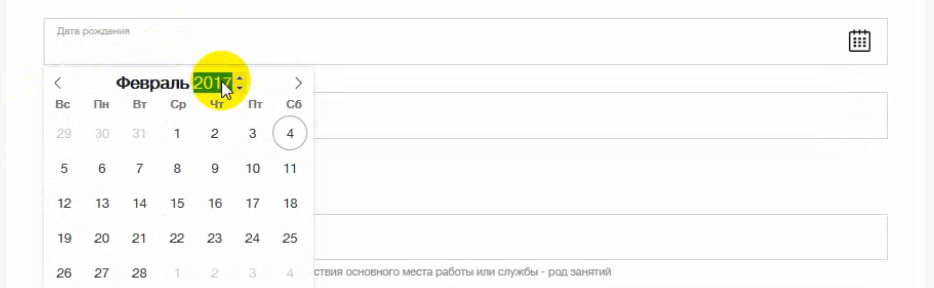 Дата рождения
Февраль 2017
Вс Пн Вт Ср Чт Пт Сб
29 30 31 1 2 3 4
5 6 7 8 9 10 11
12 13 14 15 16 17 18
19 20 21 22 23 24 25
26 27 28 1 2 3 4
ствия основного места работы или службы - род занятий